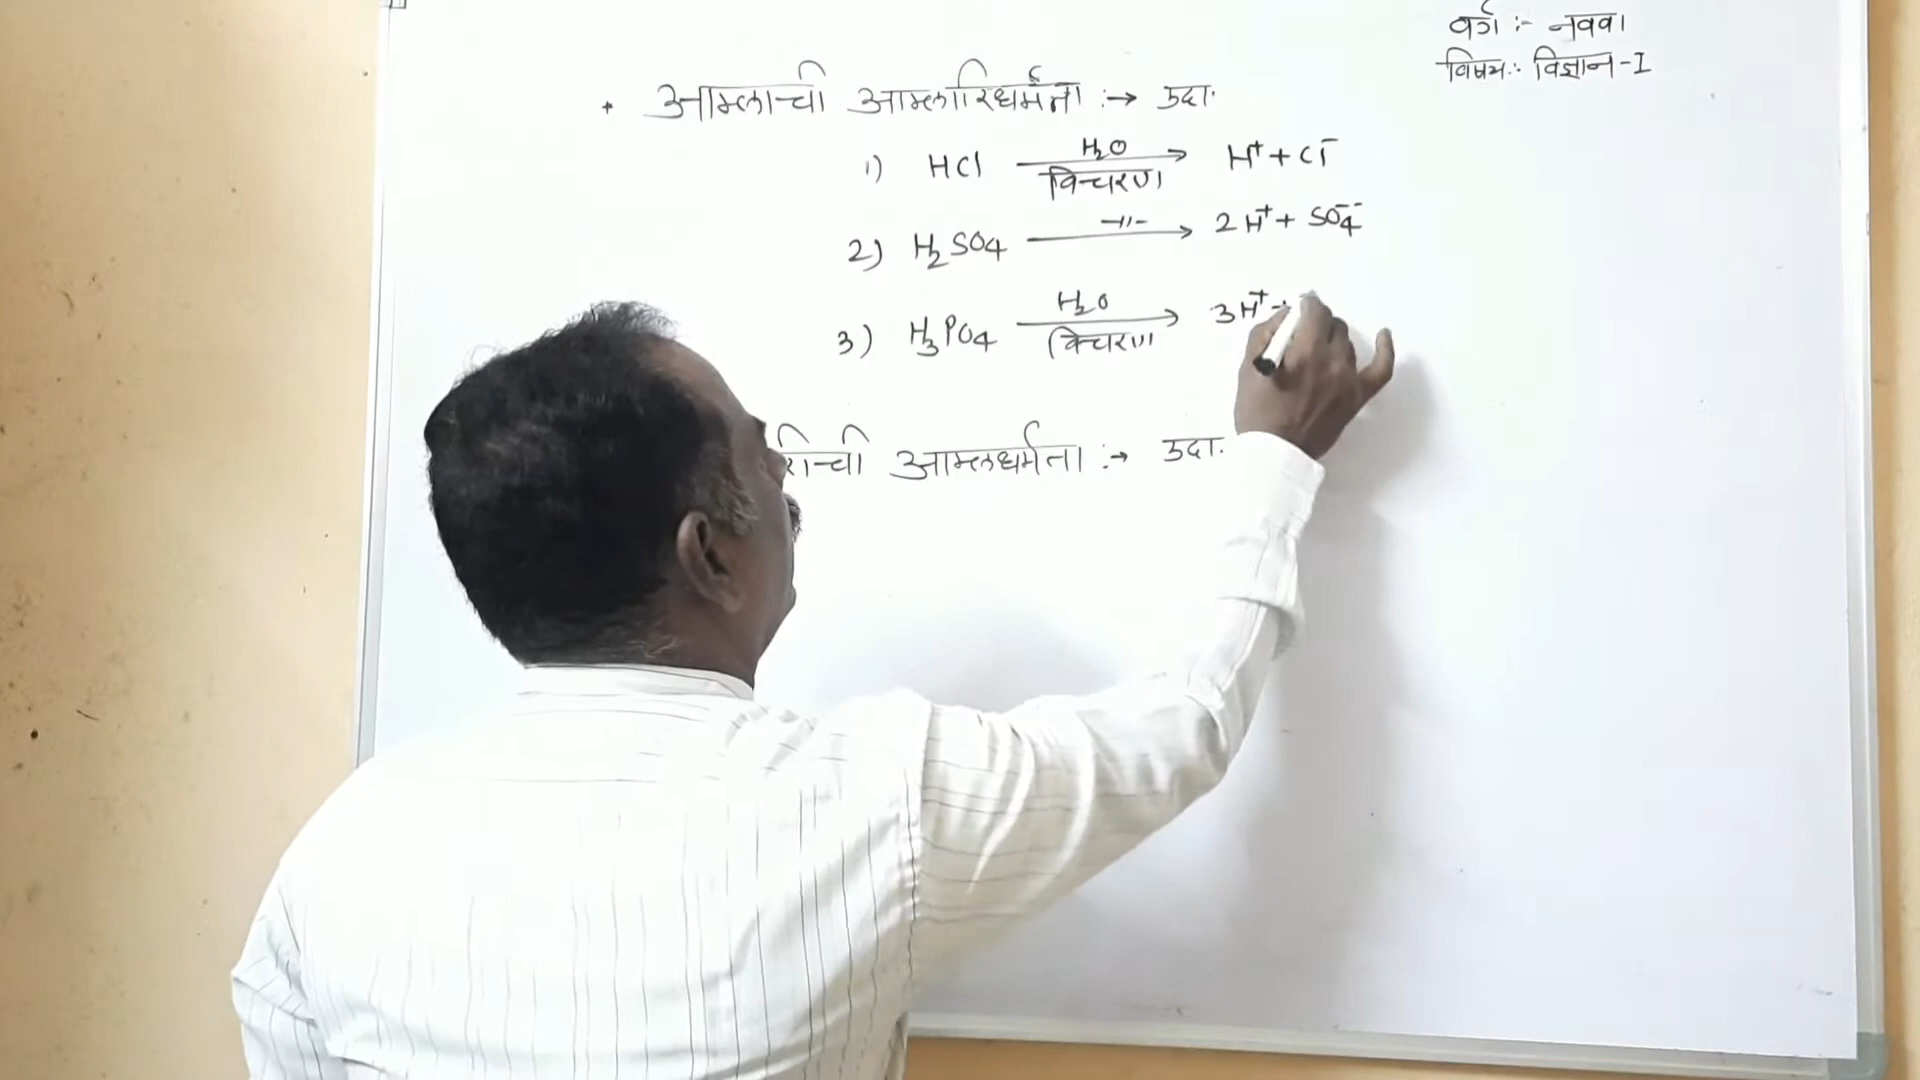 वर्ग :- नववा
विषय :- विज्ञान-I
* आम्लाची आम्लारिधर्मता :→ उदा.
1) HCl H₂O विचरण → H⁺ + Cl⁻
2) H₂SO₄ -||- → 2H⁺ + SO₄⁻⁻
3) H₃PO₄ H₂O विचरण → 3H⁺ +
आम्लधर्मता :→ उदा.